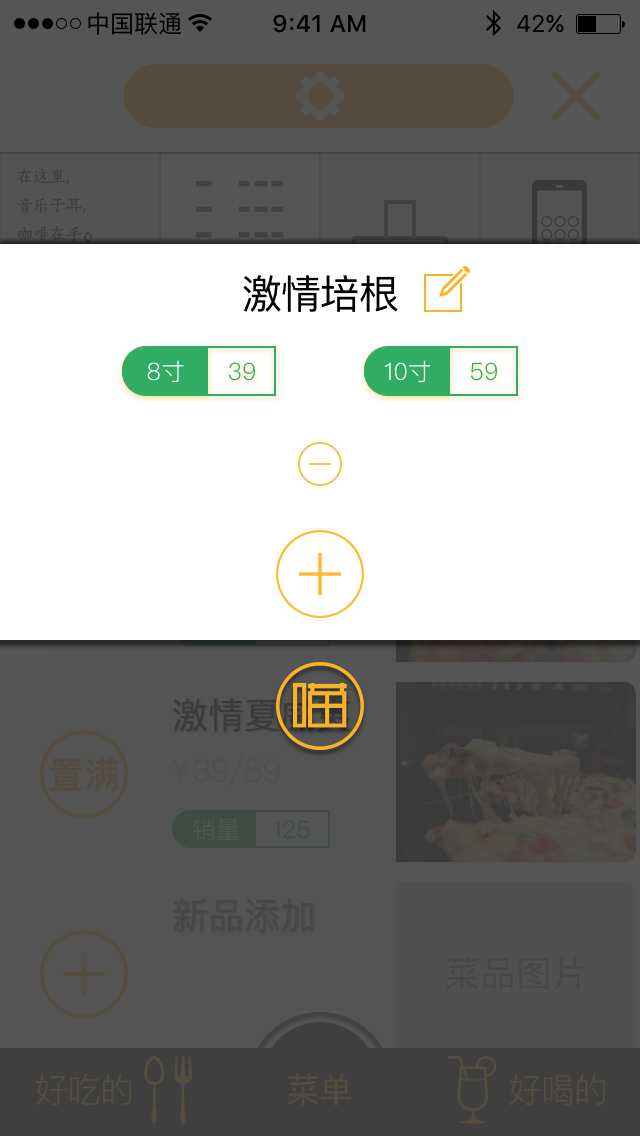 中国联通 9:41 AM 42%
在这里,
音乐于耳,
咖啡在手。
激情培根
8寸 39 10寸 59
激情夏
¥39/59
置满
销量 125
新品添加
菜品图片
好吃的 菜单 好喝的